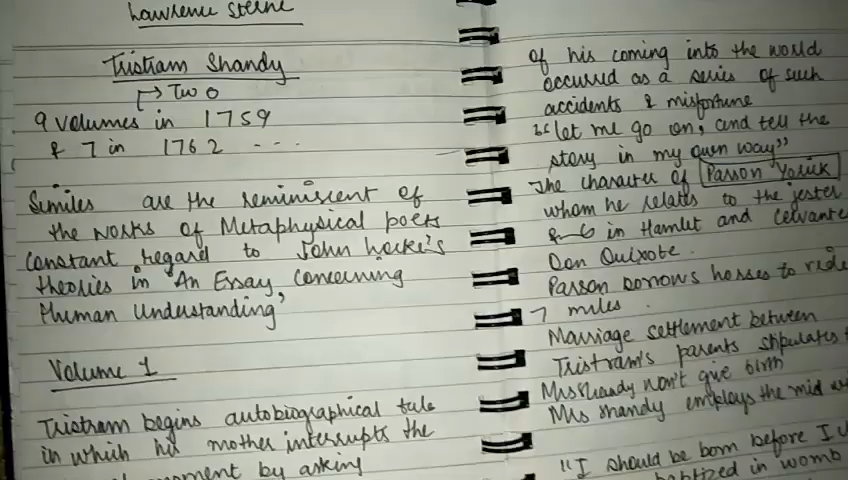 Lawrence Sterne
Tristram Shandy
Two
9 volumes in 1759
& 7 in 1762 ---
Similes are the reminiscent of
the works of Metaphysical poets
constant regard to John Locke's
theories in 'An Essay concerning
Human Understanding'
Volume 1
Tristram begins autobiographical tale
in which his mother interrupts the
moment by asking
of his coming into the world
occurred as a series of such
accidents & misfortune
"let me go on, and tell the
story in my own way"
The character of Parson Yorick
whom he relates to the jester
in Hamlet and Cervante
Don Quixote.
Parson borrows horses to ride
7 miles.
Marriage settlement between
Tristram's parents stipulates
Mrs Shandy won't give birth
Mrs Shandy employs the mid
"I should be born before I
baptized in womb